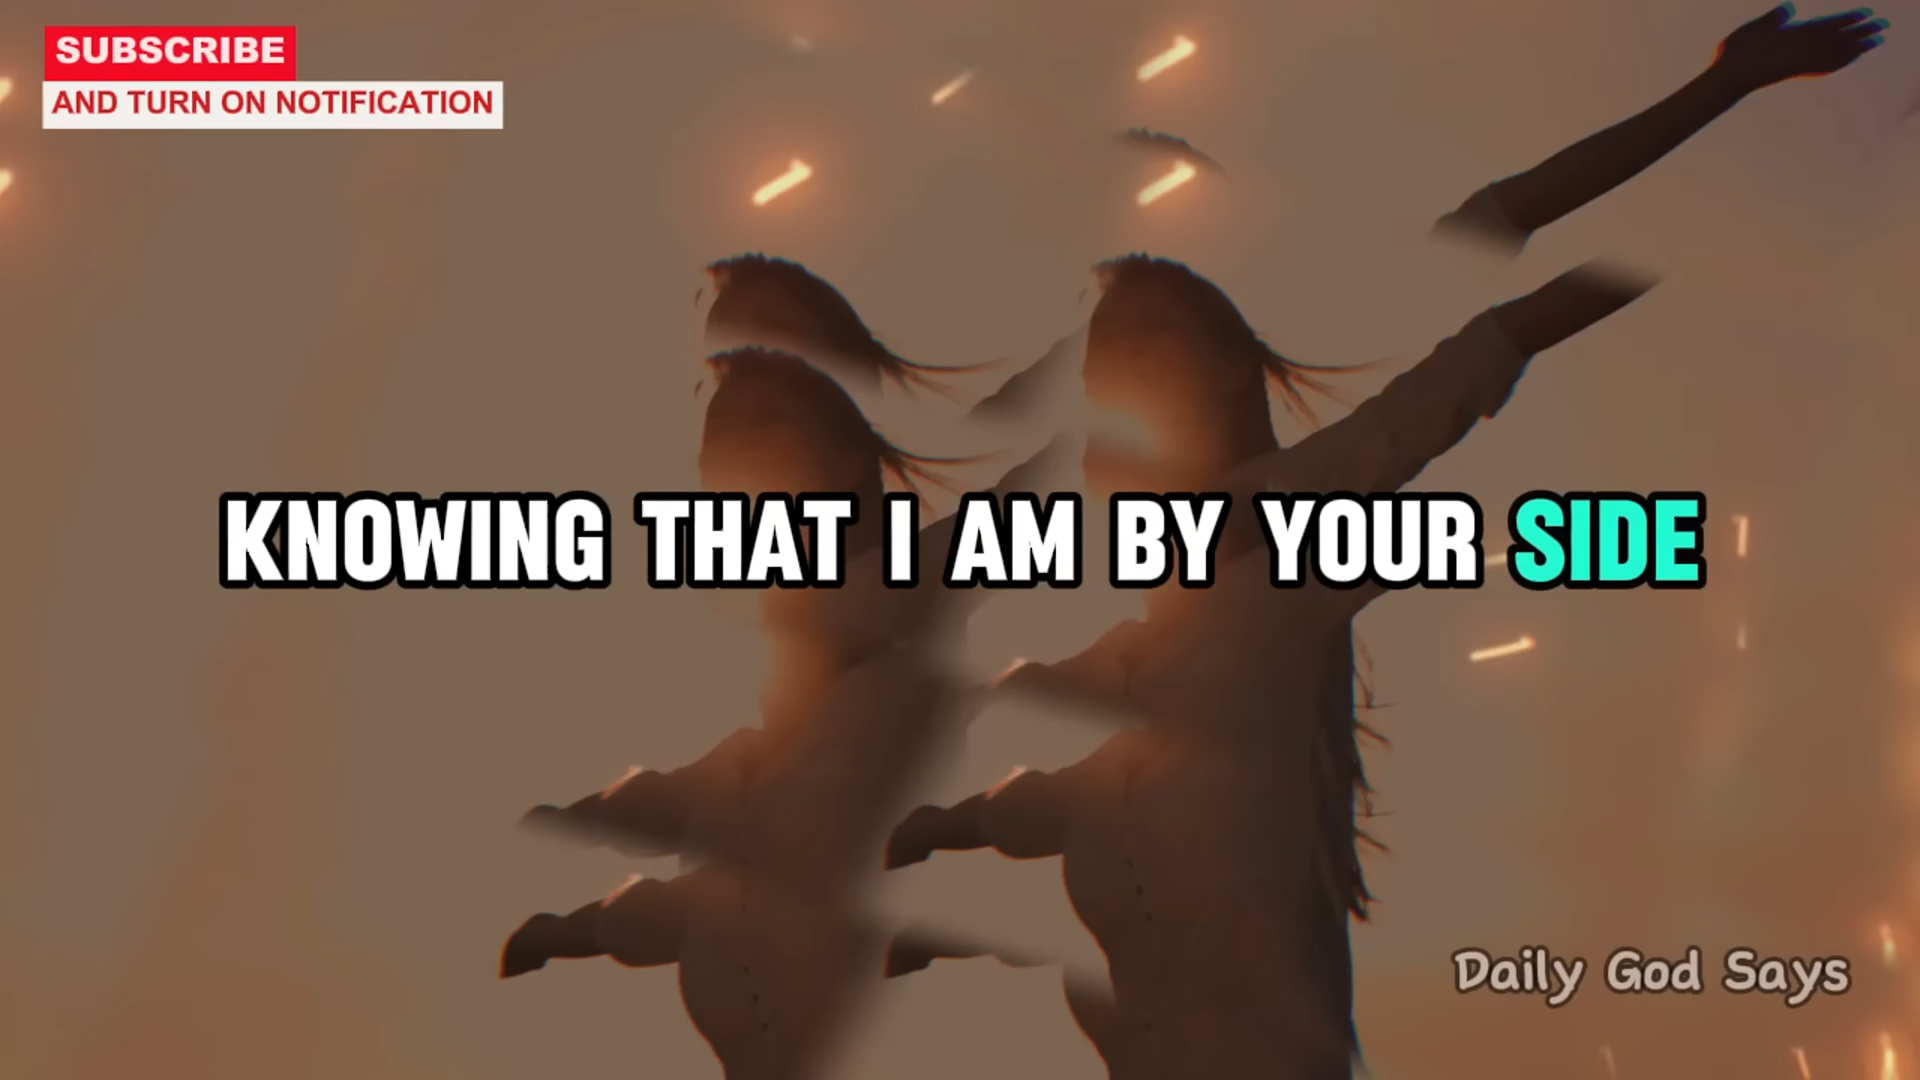 SUBSCRIBE
AND TURN ON NOTIFICATION
KNOWING THAT I AM BY YOUR SIDE
Daily God Says